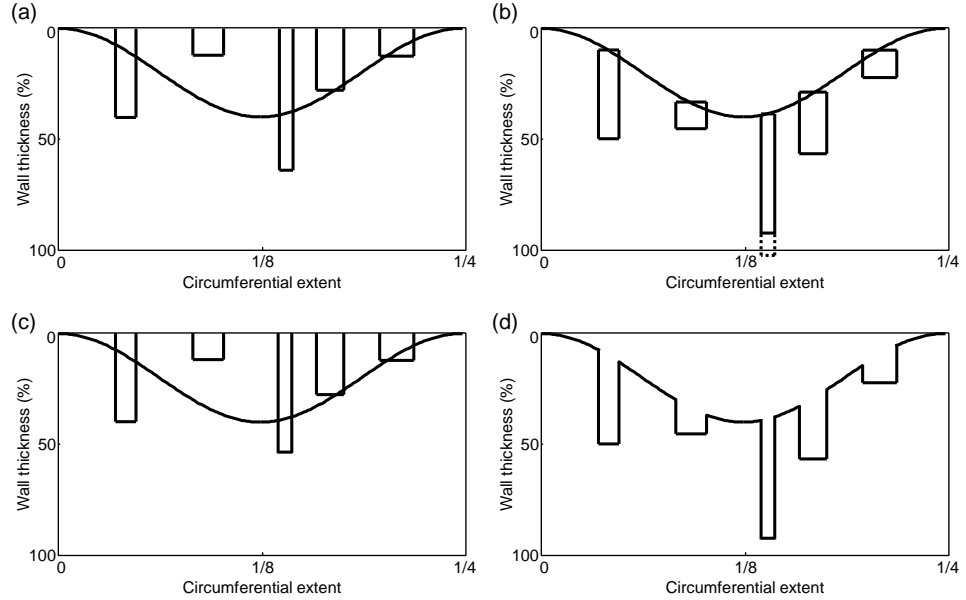 (a)
0
50
100
Wall thickness (%)
0
1/8
1/4
Circumferential extent
(b)
0
50
100
Wall thickness (%)
0
1/8
1/4
Circumferential extent
(c)
0
50
100
Wall thickness (%)
0
1/8
1/4
Circumferential extent
(d)
0
50
100
Wall thickness (%)
0
1/8
1/4
Circumferential extent